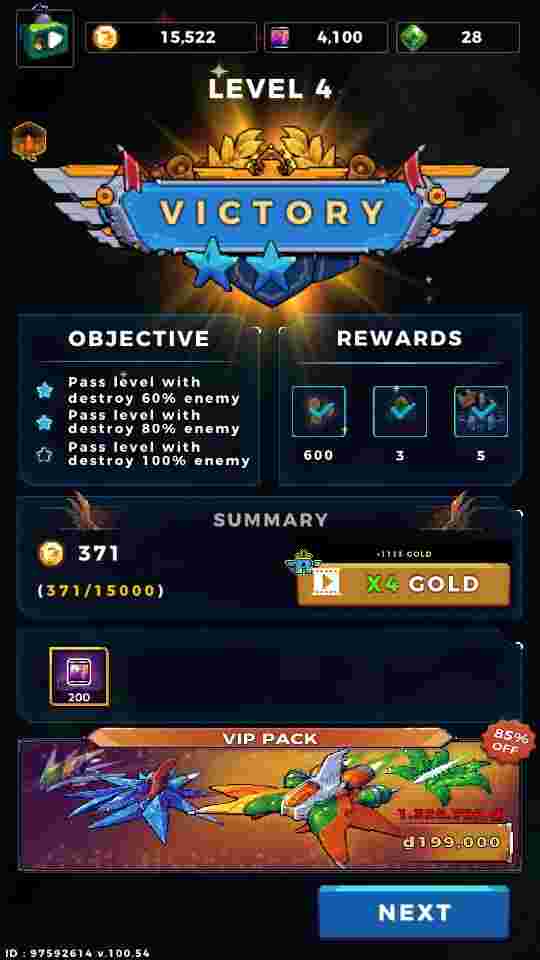 15,522
4,100
28
LEVEL 4
VICTORY
OBJECTIVE
Pass level with
destroy 60% enemy
Pass level with
destroy 80% enemy
Pass level with
destroy 100% enemy
REWARDS
600
3
5
SUMMARY
371
(371/15000)
+1113 GOLD
X4 GOLD
200
VIP PACK
85%
OFF
đ199,000
NEXT
ID : 97592614 v.100.54